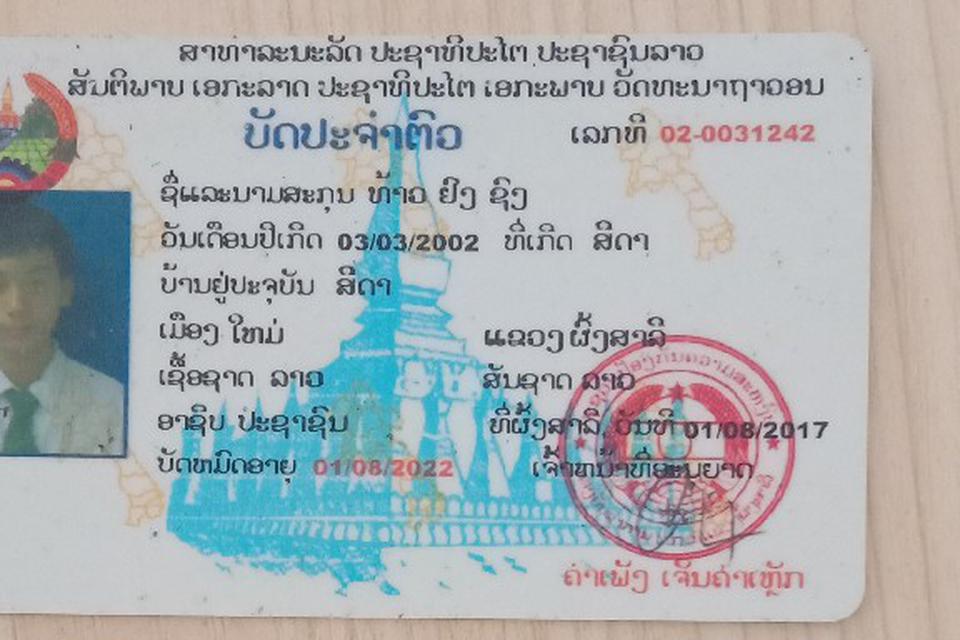 ສາທາລະນະລັດ ປະຊາທິປະໄຕ ປະຊາຊົນລາວ
ສັນຕິພາບ ເອກະລາດ ປະຊາທິປະໄຕ ເອກະພາບ ວັດທະນາຖາວອນ
ບັດປະຈຳຕົວ ເລກທີ 02-0031242
ຊື່ແລະນາມສະກຸນ ທ້າວ ຢົງ ຊົງ
ວັນເດືອນປີເກີດ 03/03/2002 ທີ່ເກີດ ສີດາ
ບ້ານຢູ່ປະຈຸບັນ ສີດາ
ເມືອງ ໃຫມ່ ແຂວງ ຜົ້ງສາລີ
ເຊື້ອຊາດ ລາວ ສັນຊາດ ລາວ
ອາຊີບ ປະຊາຊົນ ທີ່ຜົ້ງສາລີ, ວັນທີ 01/08/2017
ບັດຫມົດອາຍຸ 01/08/2022 ເຈົ້າຫນ້າທີ່ອະນຸຍາດ
ຄຳເພັງ ເຈີນຄຳເຫຼັກ